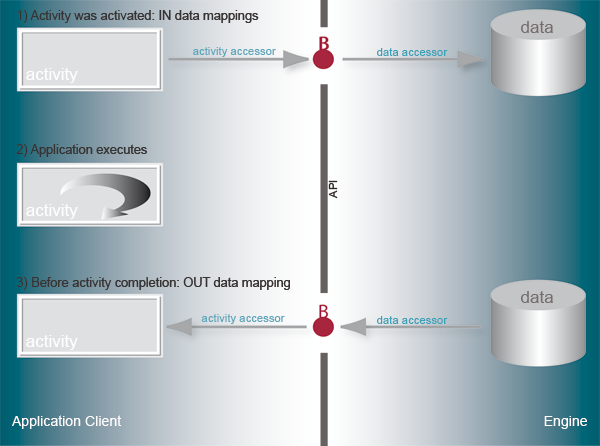 1) Activity was activated: IN data mappings
activity
activity accessor
B
data accessor
data
2) Application executes
activity
API
3) Before activity completion: OUT data mapping
activity
activity accessor
B
data accessor
data
Application Client
Engine